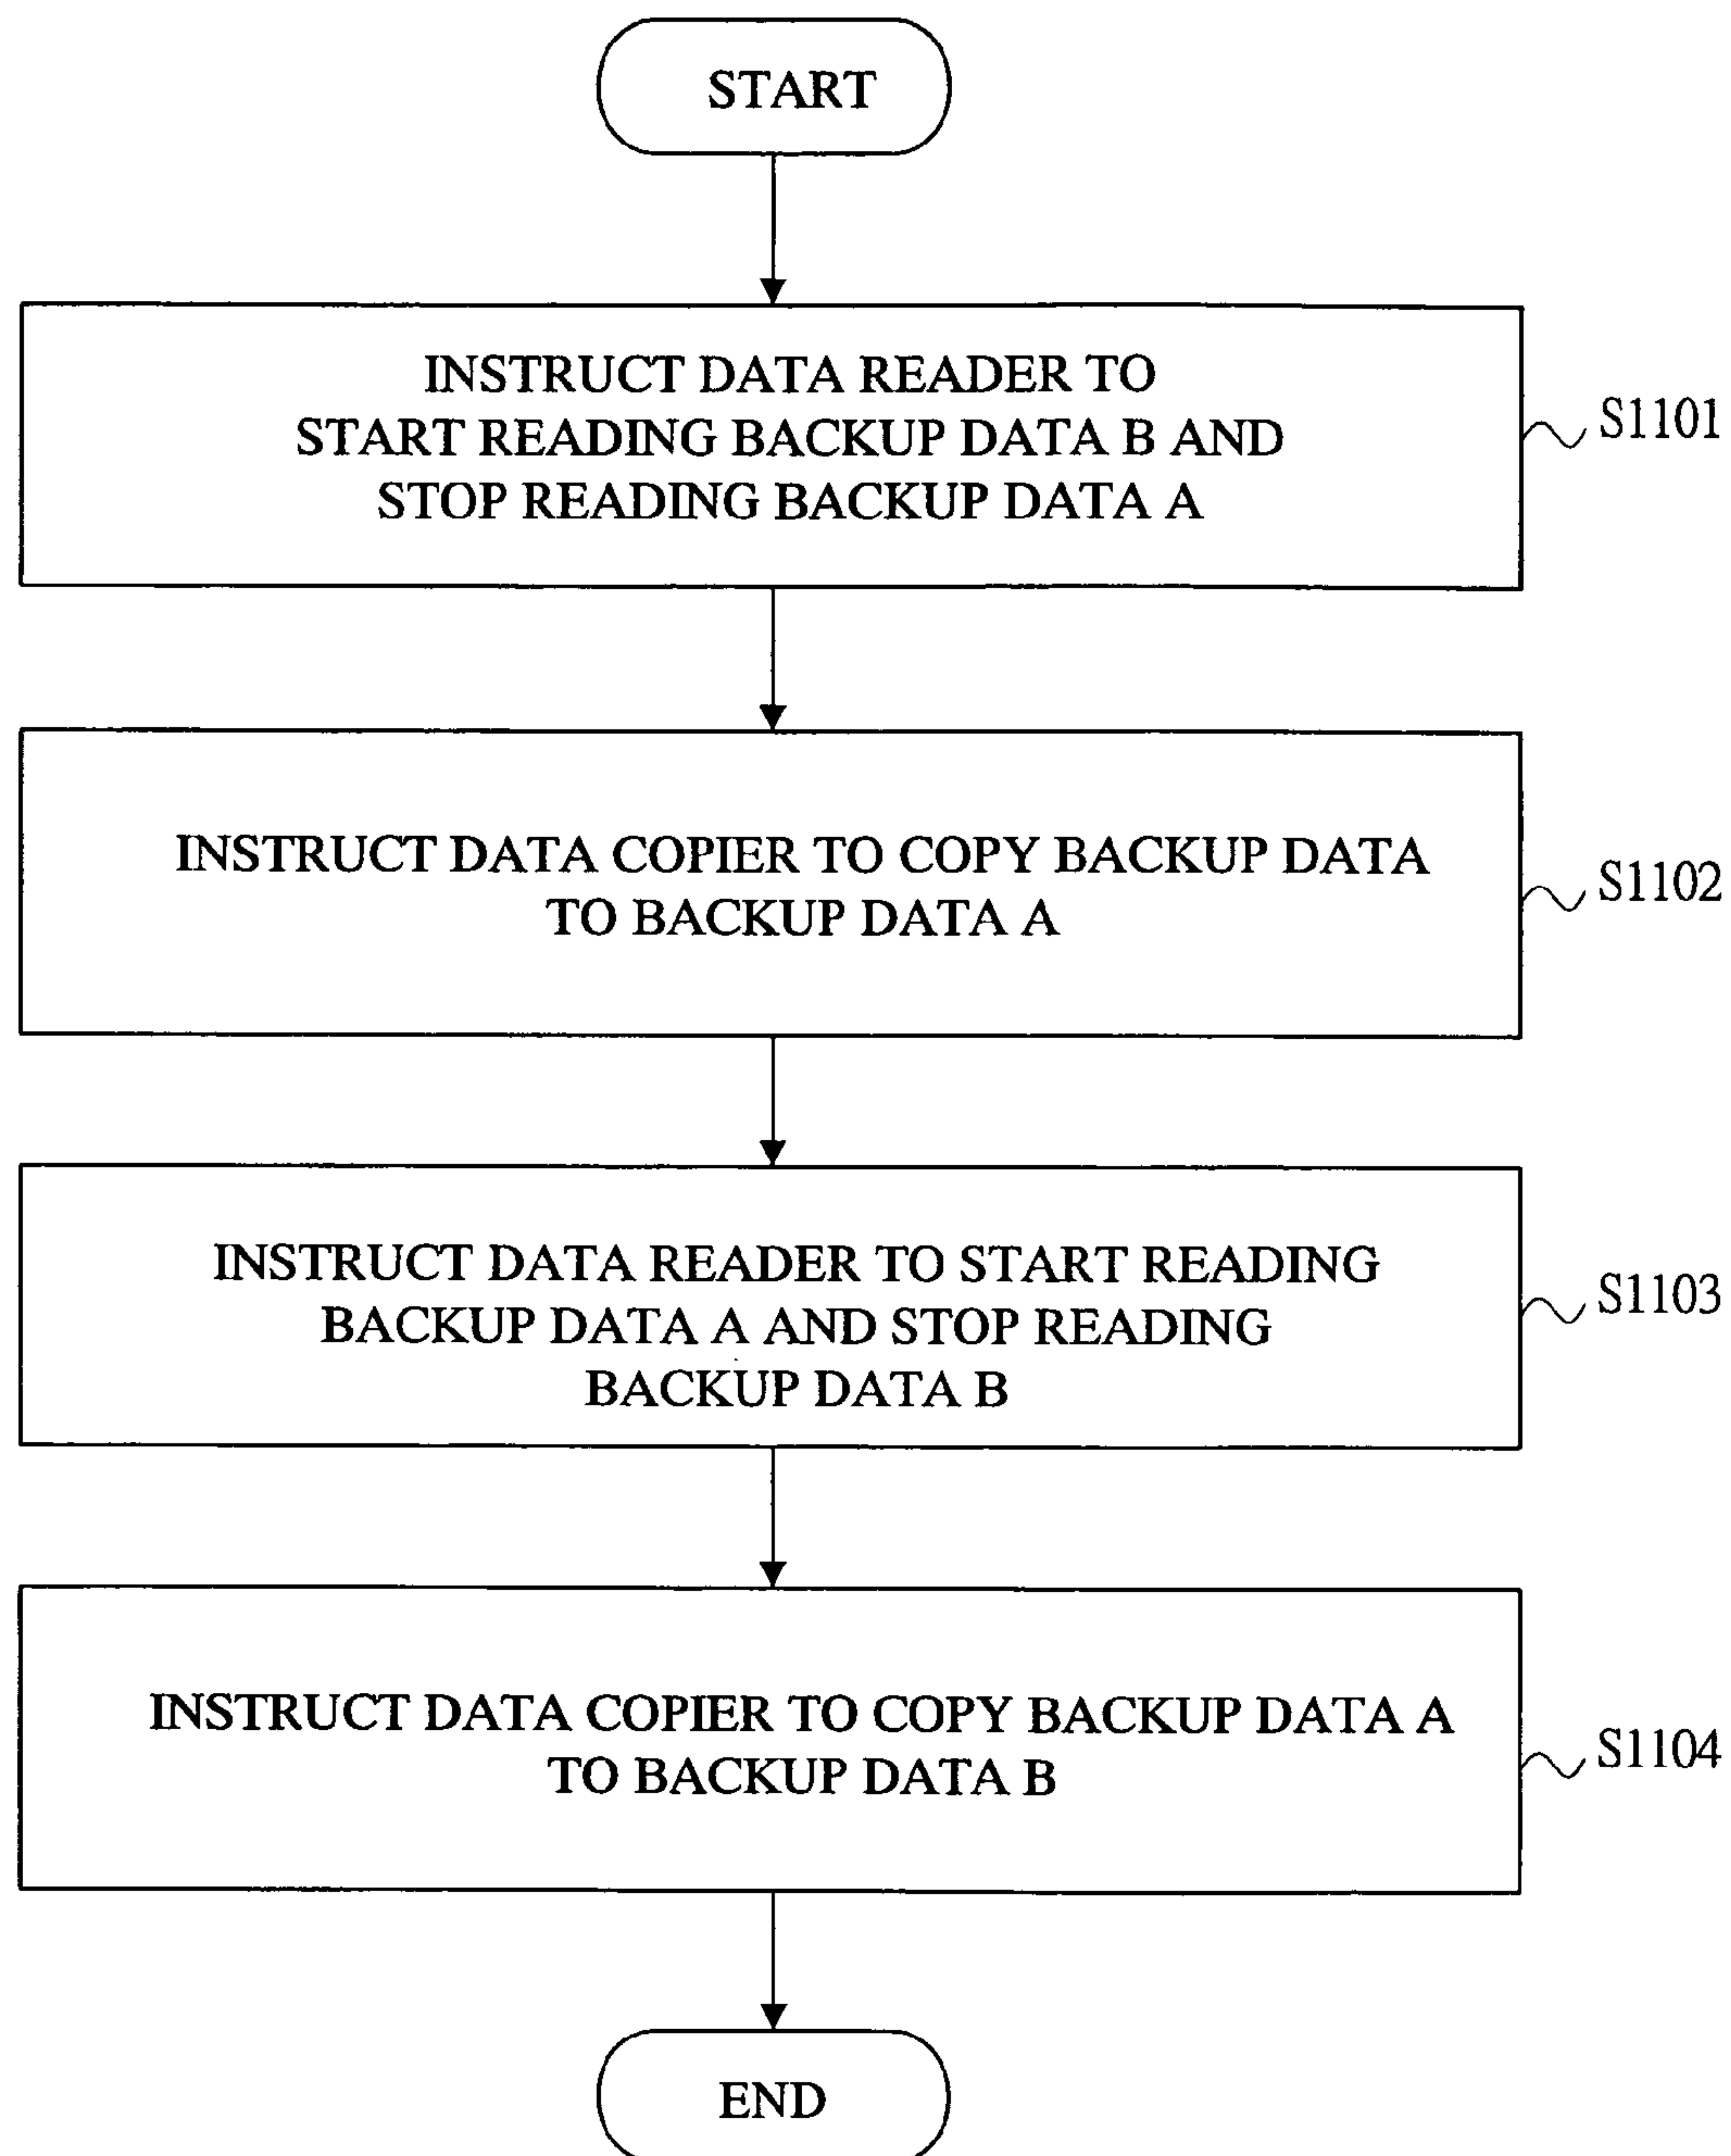 START
INSTRUCT DATA READER TO
START READING BACKUP DATA B AND
STOP READING BACKUP DATA A
S1101
INSTRUCT DATA COPIER TO COPY BACKUP DATA
TO BACKUP DATA A
S1102
INSTRUCT DATA READER TO START READING
BACKUP DATA A AND STOP READING
BACKUP DATA B
S1103
INSTRUCT DATA COPIER TO COPY BACKUP DATA A
TO BACKUP DATA B
S1104
END